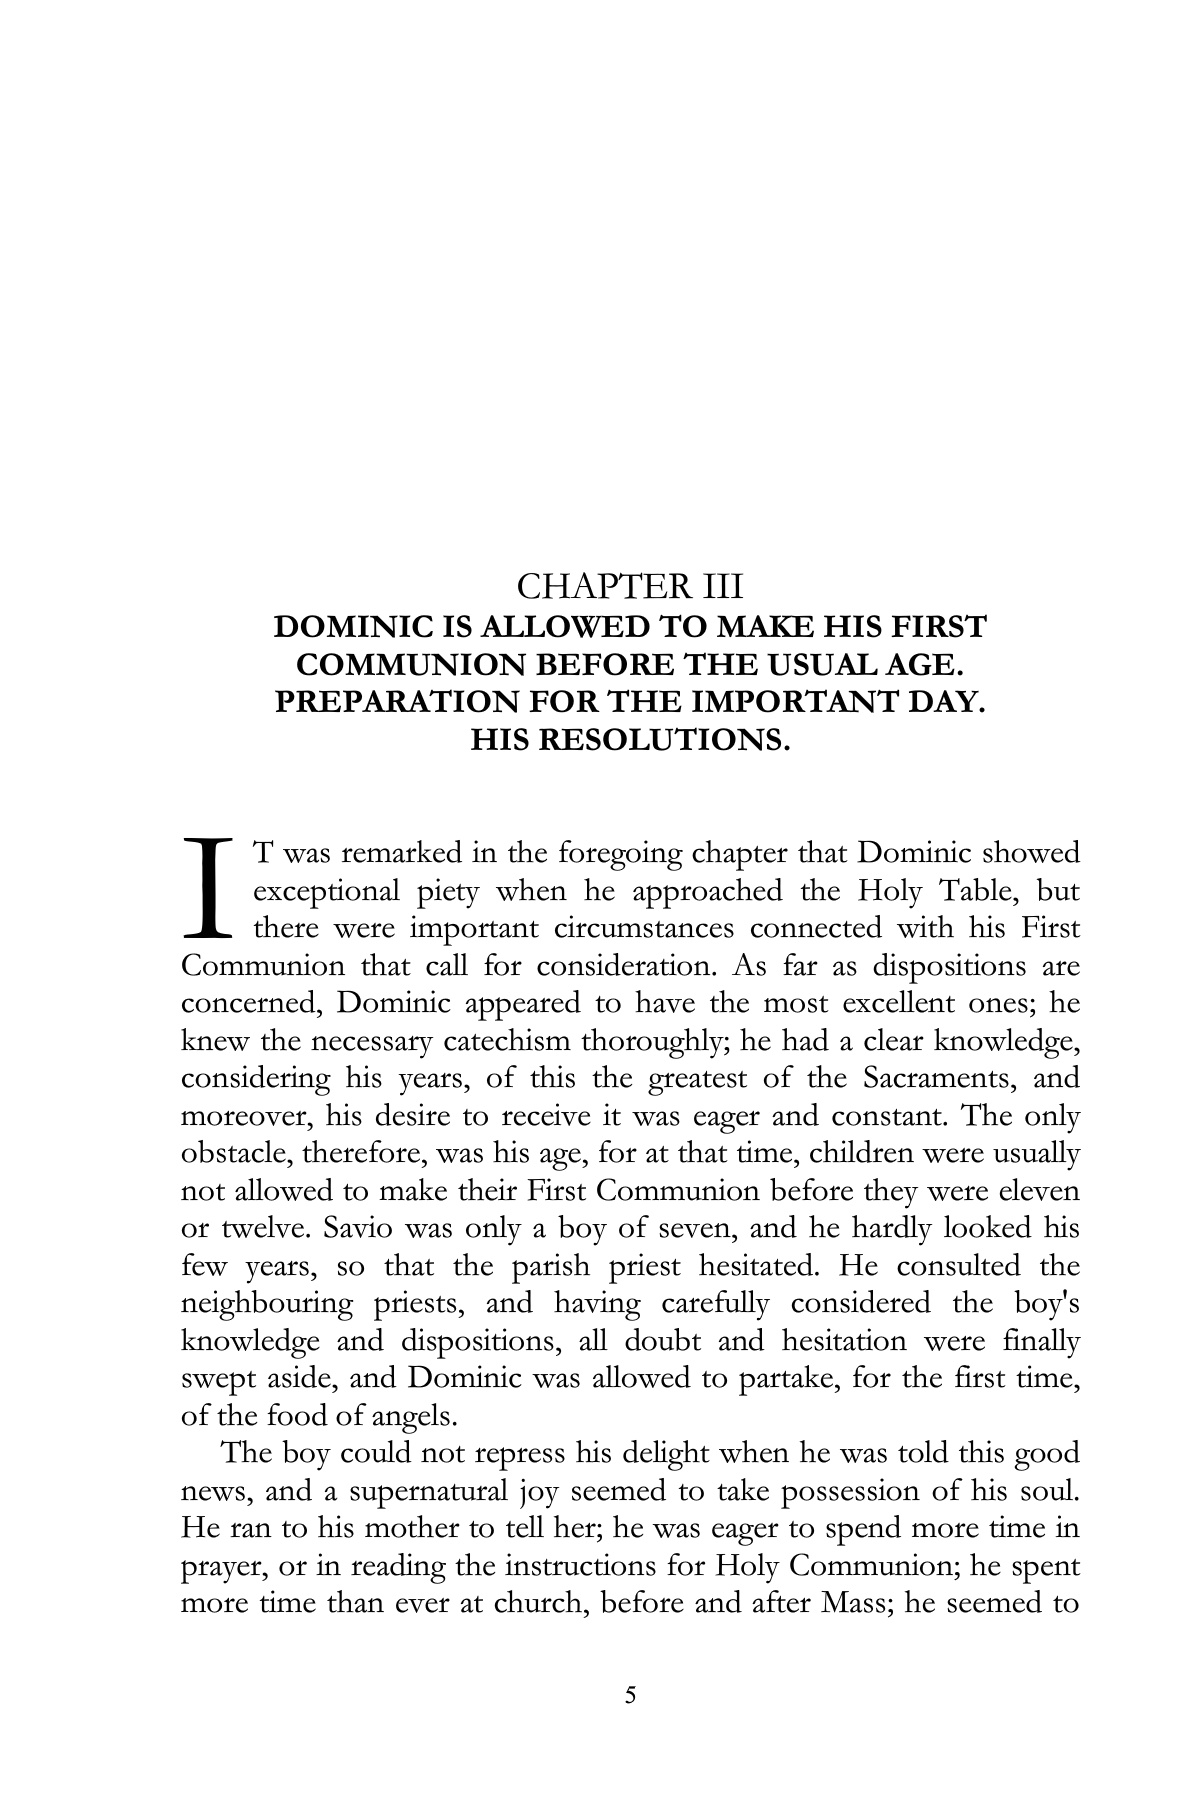 CHAPTER III
DOMINIC IS ALLOWED TO MAKE HIS FIRST
COMMUNION BEFORE THE USUAL AGE.
PREPARATION FOR THE IMPORTANT DAY.
HIS RESOLUTIONS.
IT was remarked in the foregoing chapter that Dominic showed
exceptional piety when he approached the Holy Table, but
there were important circumstances connected with his First
Communion that call for consideration. As far as dispositions are
concerned, Dominic appeared to have the most excellent ones; he
knew the necessary catechism thoroughly; he had a clear knowledge,
considering his years, of this the greatest of the Sacraments, and
moreover, his desire to receive it was eager and constant. The only
obstacle, therefore, was his age, for at that time, children were usually
not allowed to make their First Communion before they were eleven
or twelve. Savio was only a boy of seven, and he hardly looked his
few years, so that the parish priest hesitated. He consulted the
neighbouring priests, and having carefully considered the boy's
knowledge and dispositions, all doubt and hesitation were finally
swept aside, and Dominic was allowed to partake, for the first time,
of the food of angels.
The boy could not repress his delight when he was told this good
news, and a supernatural joy seemed to take possession of his soul.
He ran to his mother to tell her; he was eager to spend more time in
prayer, or in reading the instructions for Holy Communion; he spent
more time than ever at church, before and after Mass; he seemed to
5